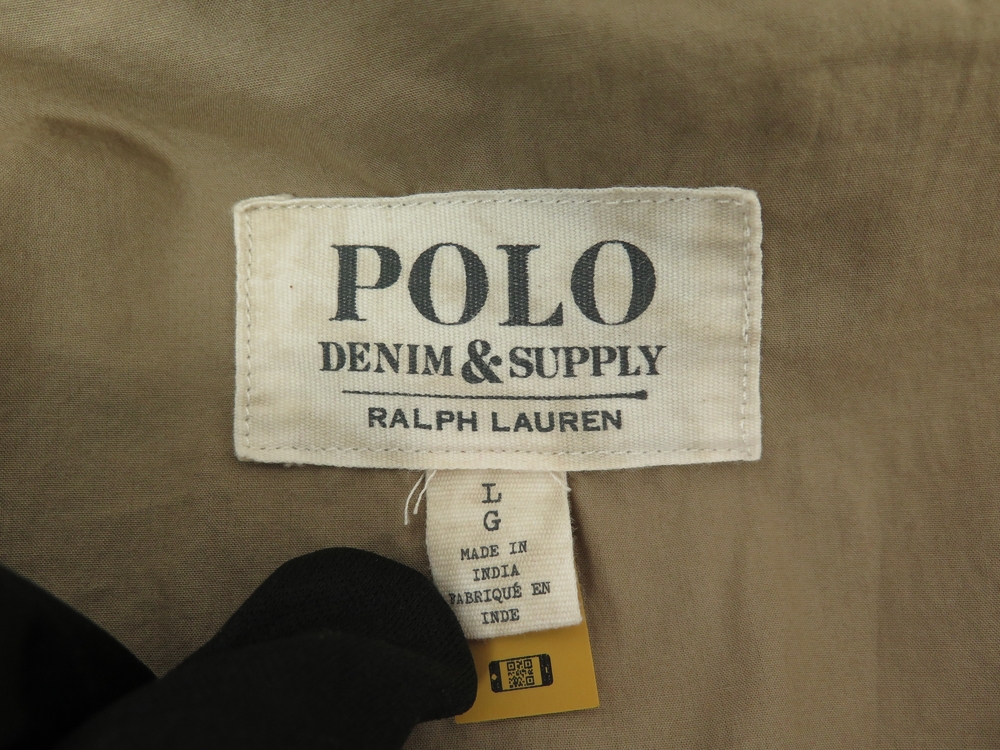 POLO
DENIM & SUPPLY
RALPH LAUREN
L
G
MADE IN
INDIA
FABRIQUÉ EN
INDE